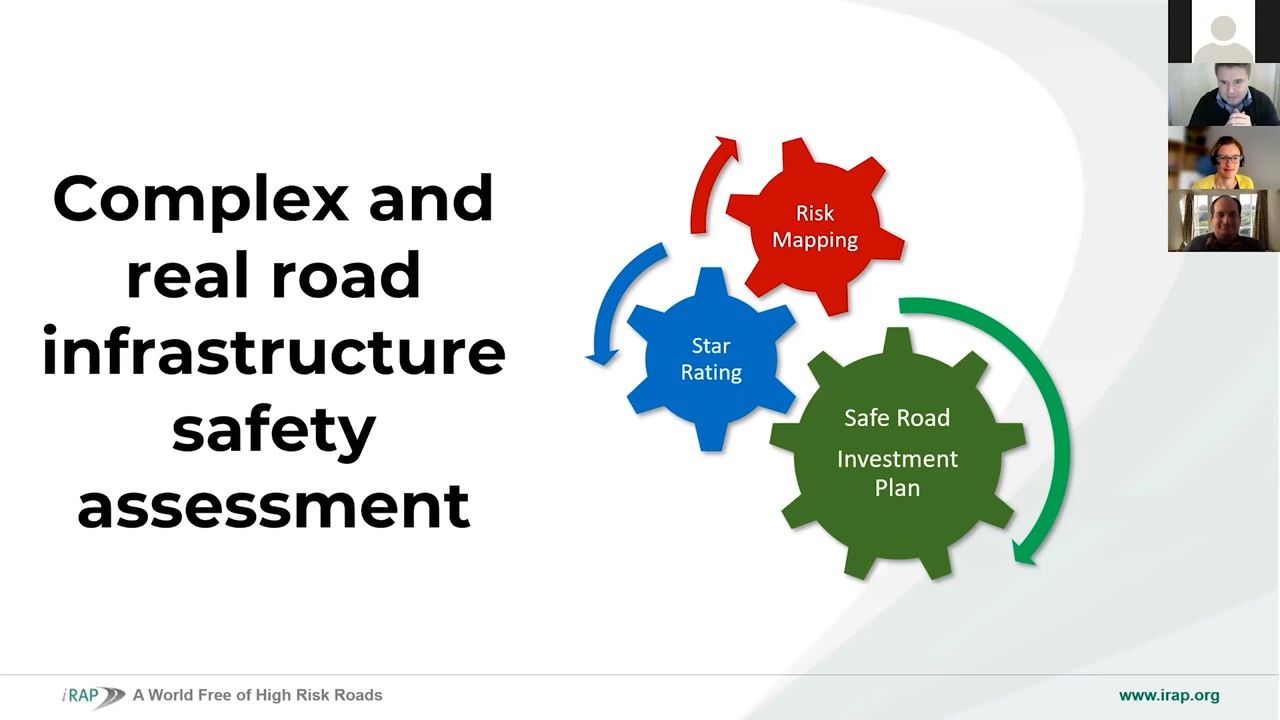 Complex and
real road
infrastructure
safety
assessment
Risk
Mapping
Star
Rating
Safe Road
Investment
Plan
iRAP A World Free of High Risk Roads
www.irap.org